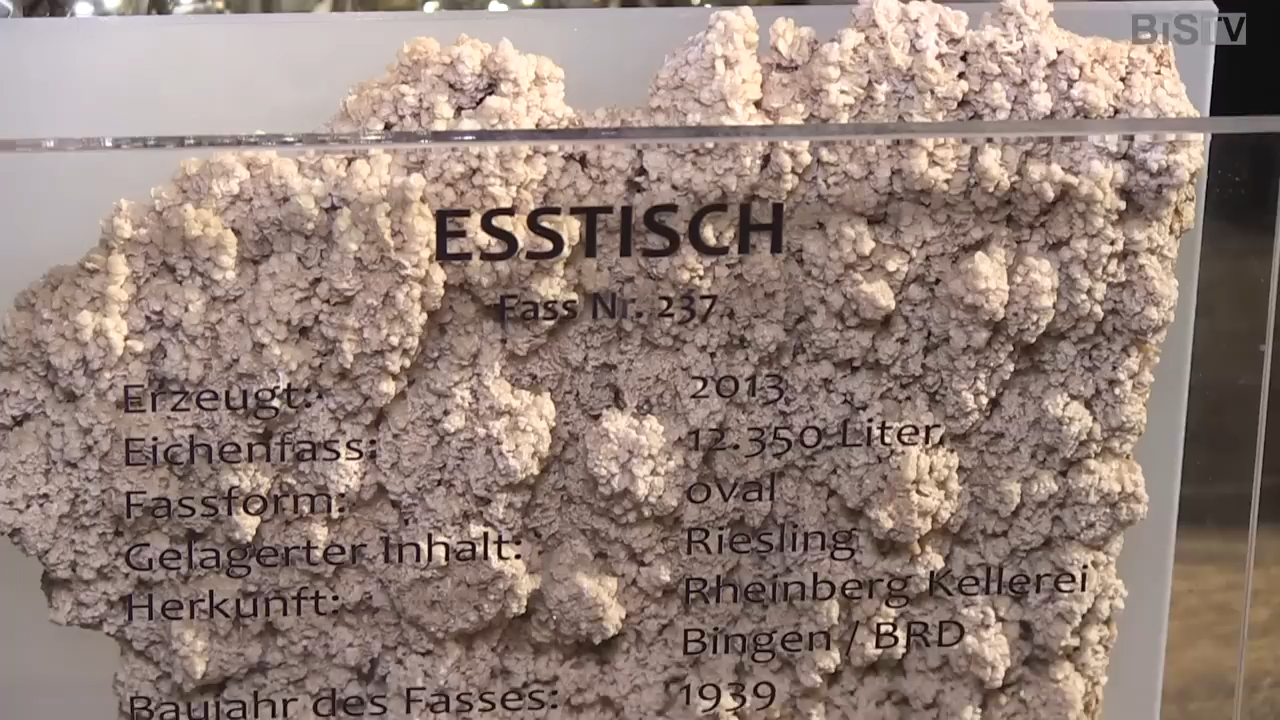 BiSTV
ESSTISCH
Fass Nr. 237
Erzeugt: 2013
Eichenfass: 12.350 Liter,
Fassform: oval
Gelagerter Inhalt: Riesling
Herkunft: Rheinberg Kellerei
Bingen / BRD
Baujahr des Fasses: 1939